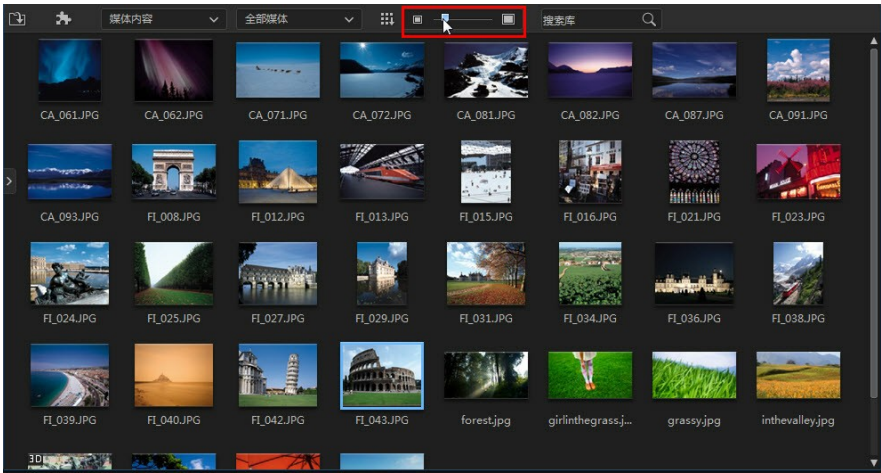 媒体内容 全部媒体 搜索库
CA_061.JPG CA_062.JPG CA_071.JPG CA_072.JPG CA_081.JPG CA_082.JPG CA_087.JPG CA_091.JPG
CA_093.JPG FI_008.JPG FI_012.JPG FI_013.JPG FI_015.JPG FI_016.JPG FI_021.JPG FI_023.JPG
FI_024.JPG FI_025.JPG FI_027.JPG FI_029.JPG FI_031.JPG FI_034.JPG FI_036.JPG FI_038.JPG
FI_039.JPG FI_040.JPG FI_042.JPG FI_043.JPG forest.jpg girlinthegrass.j... grassy.jpg inthevalley.jpg
3D